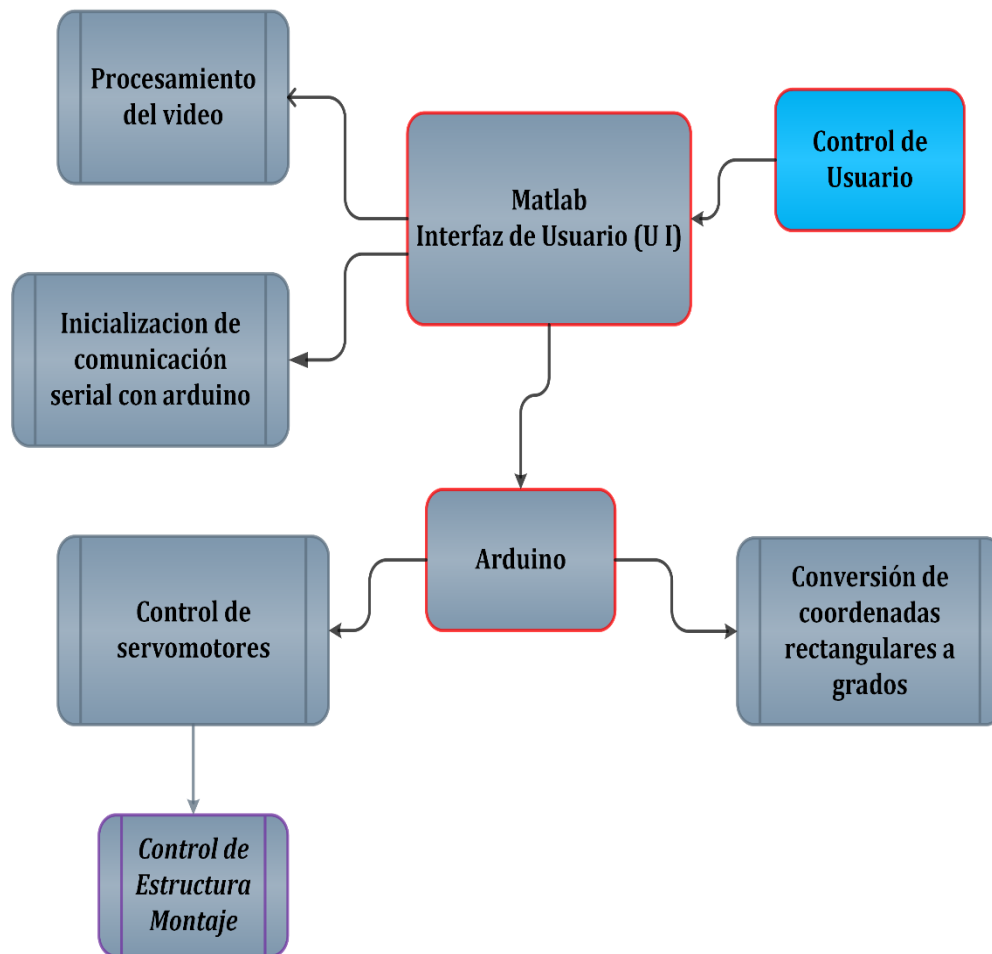 Procesamiento
del video
Control de
Usuario
Matlab
Interfaz de Usuario (U I)
Inicializacion de
comunicación
serial con arduino
Arduino
Control de
servomotores
Conversión de
coordenadas
rectangulares a
grados
Control de
Estructura
Montaje